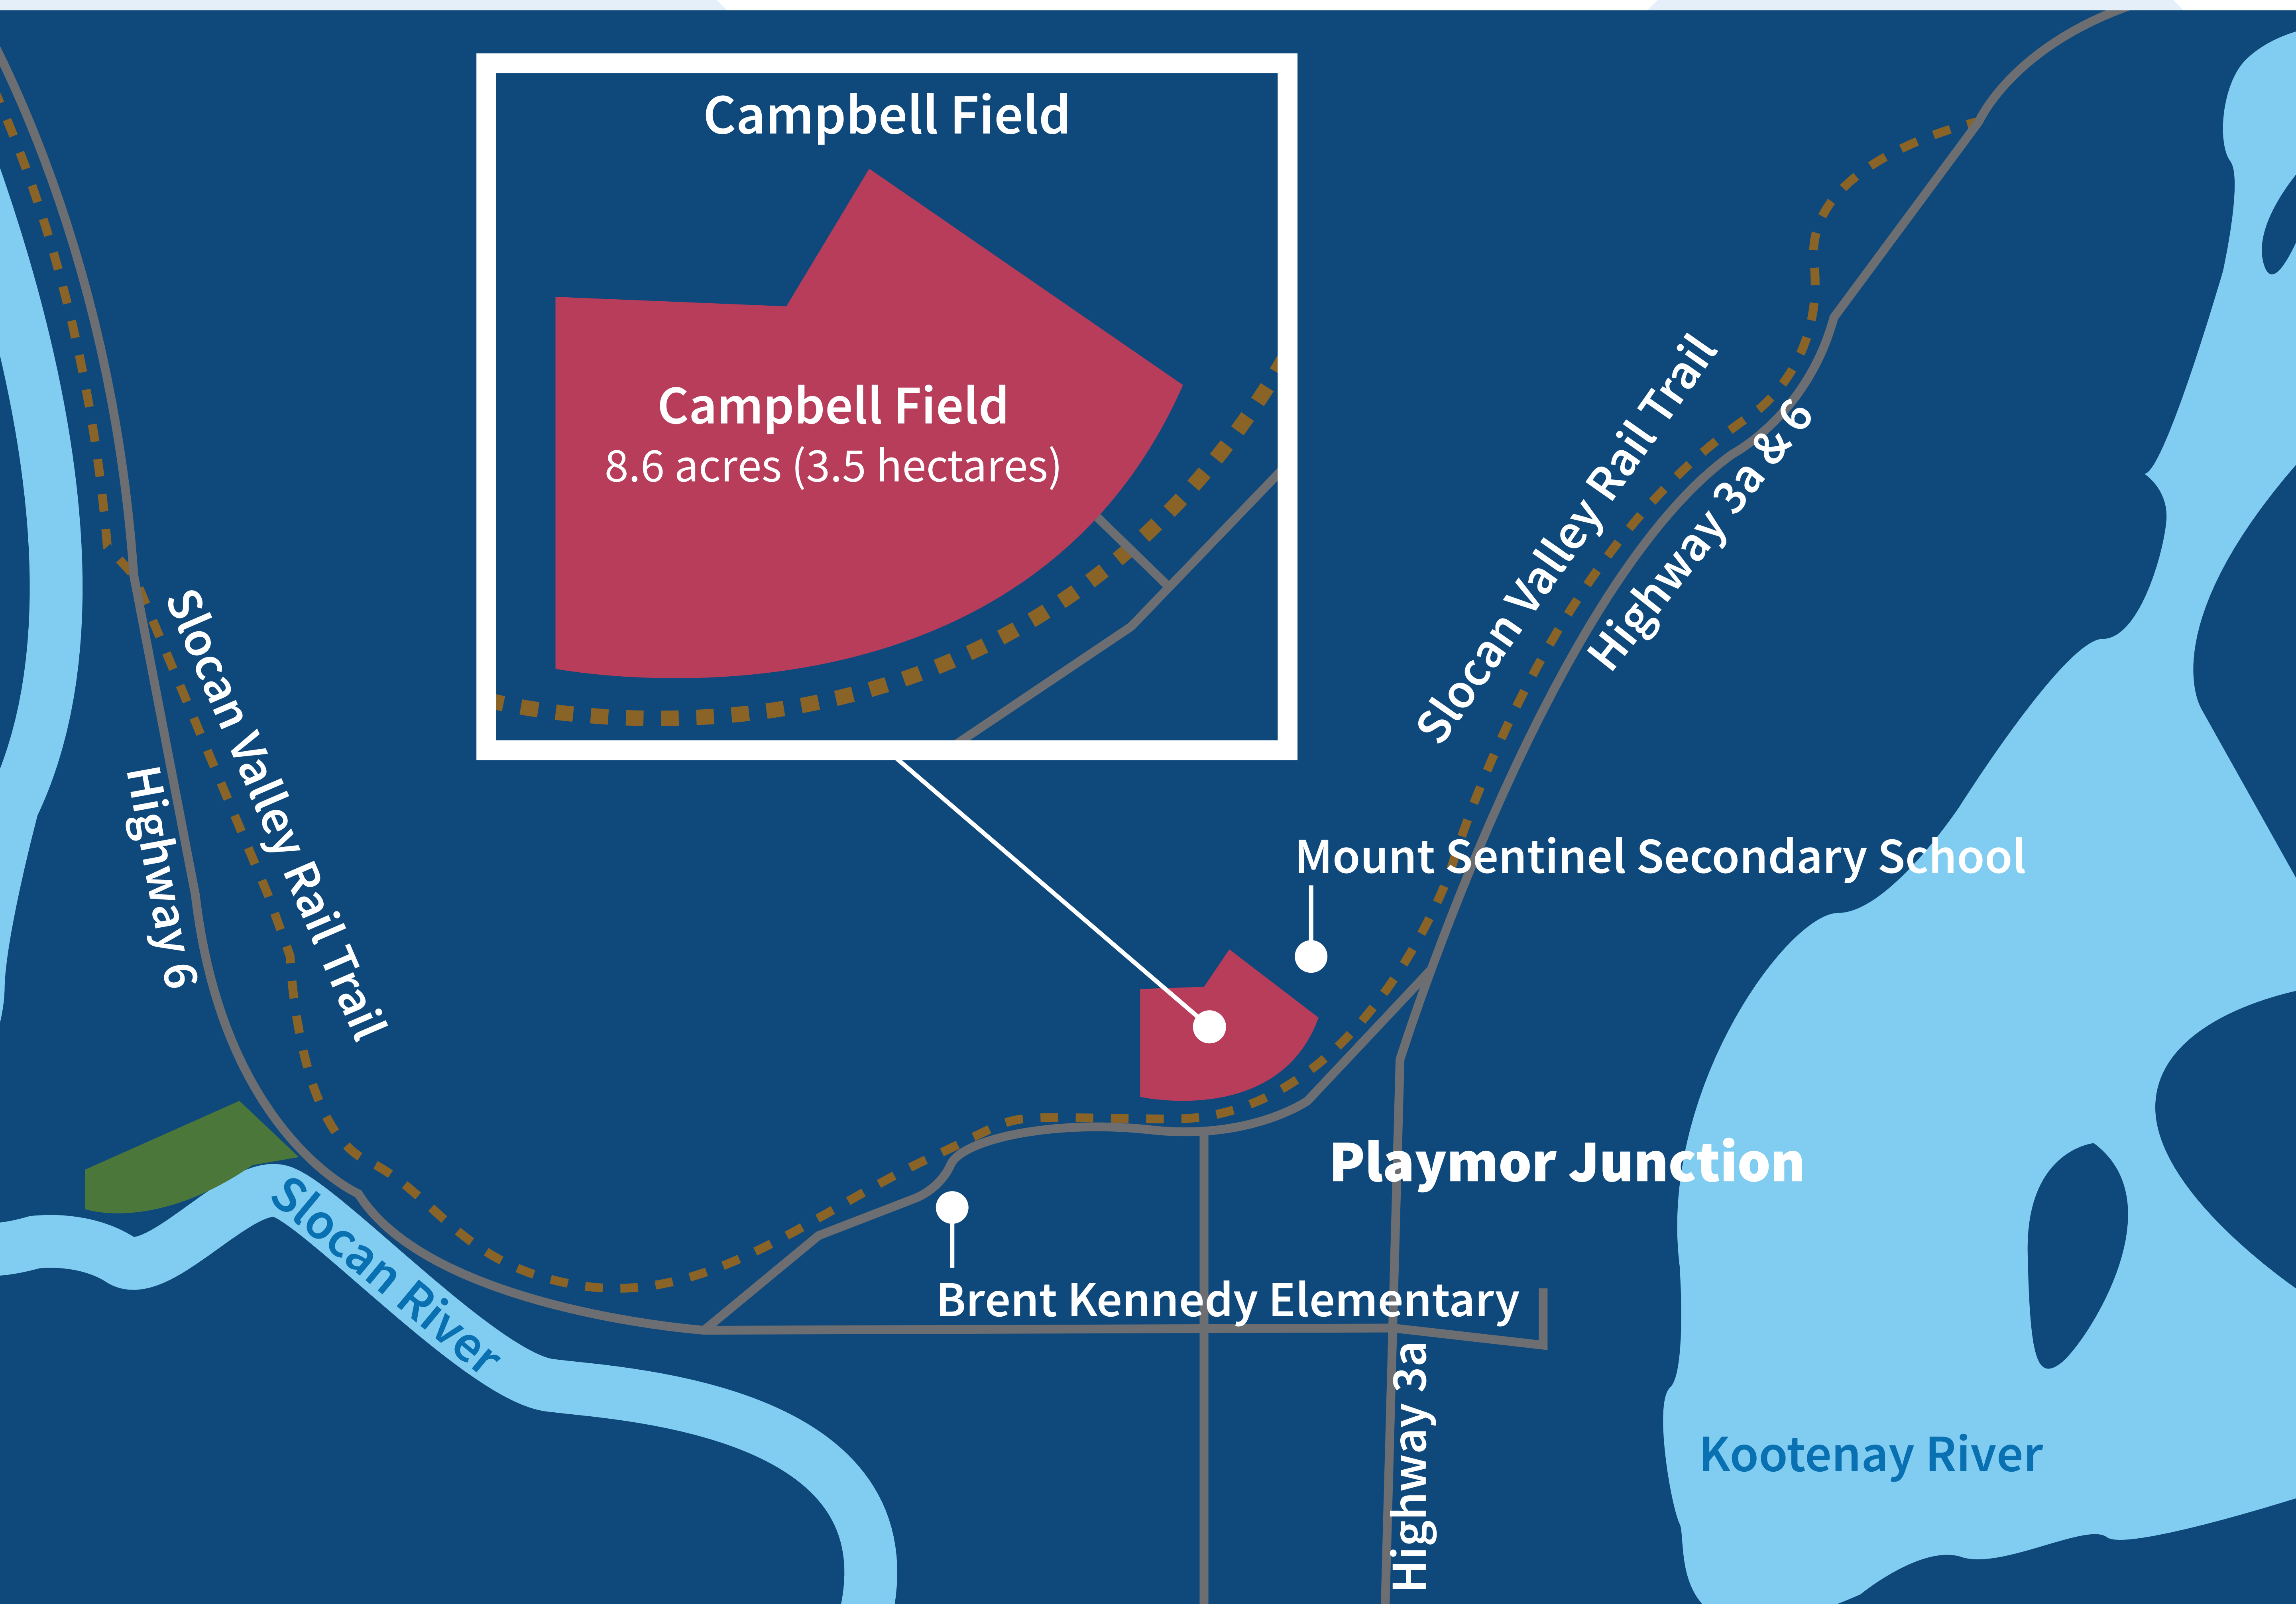 Campbell Field
Campbell Field
8.6 acres (3.5 hectares)
Slocan Valley Rail Trail
Highway 3a & 6
Slocan Valley Rail Trail
Highway 6
Mount Sentinel Secondary School
Playmor Junction
Slocan River
Brent Kennedy Elementary
Highway 3a
Kootenay River